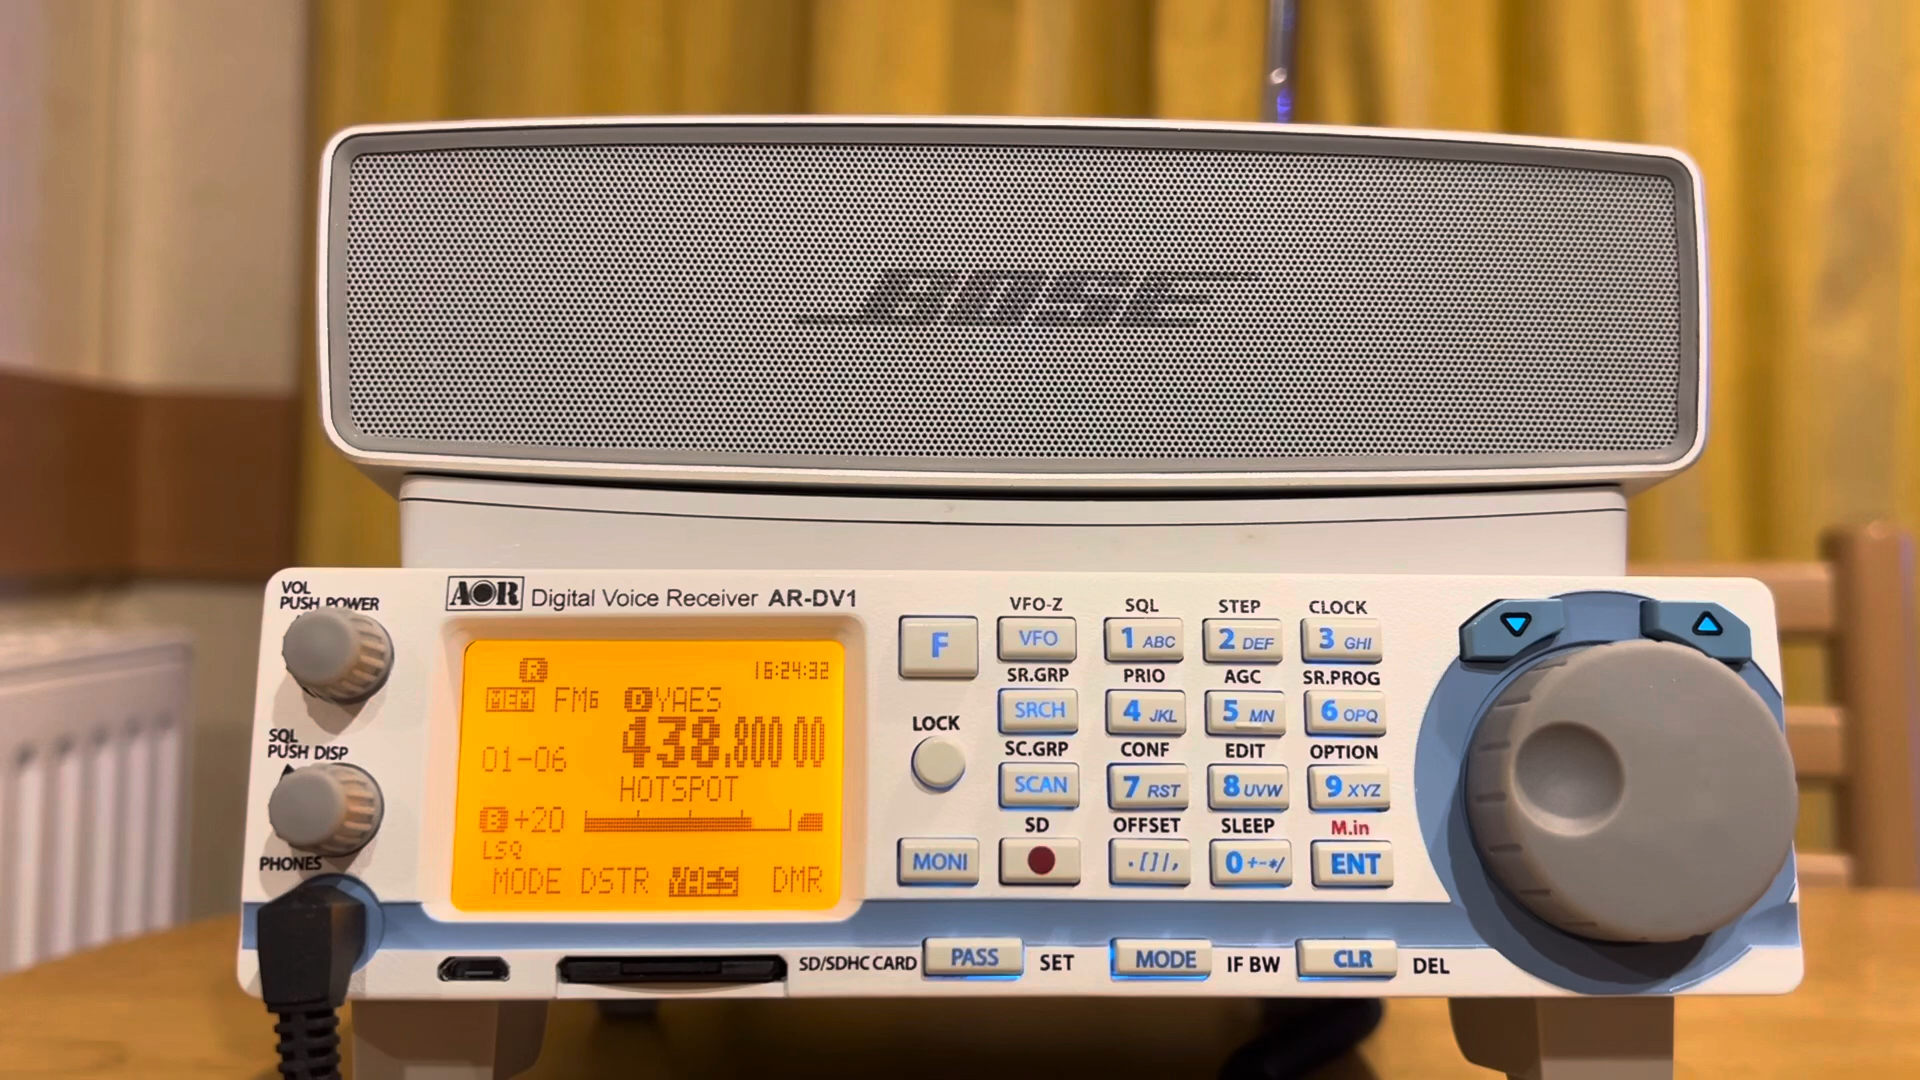 BOSE
VOL
PUSH POWER
AOR Digital Voice Receiver AR-DV1
SQL
PUSH DISP
PHONES
16:24:32
MEM FM6 D YAES
438.800 00
01-06
HOTSPOT
+20
LSQ
MODE DSTR YAES DMR
F
LOCK
MONI
VFO-Z SQL STEP CLOCK
VFO 1 ABC 2 DEF 3 GHI
SR.GRP PRIO AGC SR.PROG
SRCH 4 JKL 5 MN 6 OPQ
SC.GRP CONF EDIT OPTION
SCAN 7 RST 8 UVW 9 XYZ
SD OFFSET SLEEP M.in
.[]|, 0 +-*/ ENT
SD/SDHC CARD PASS SET MODE IF BW CLR DEL